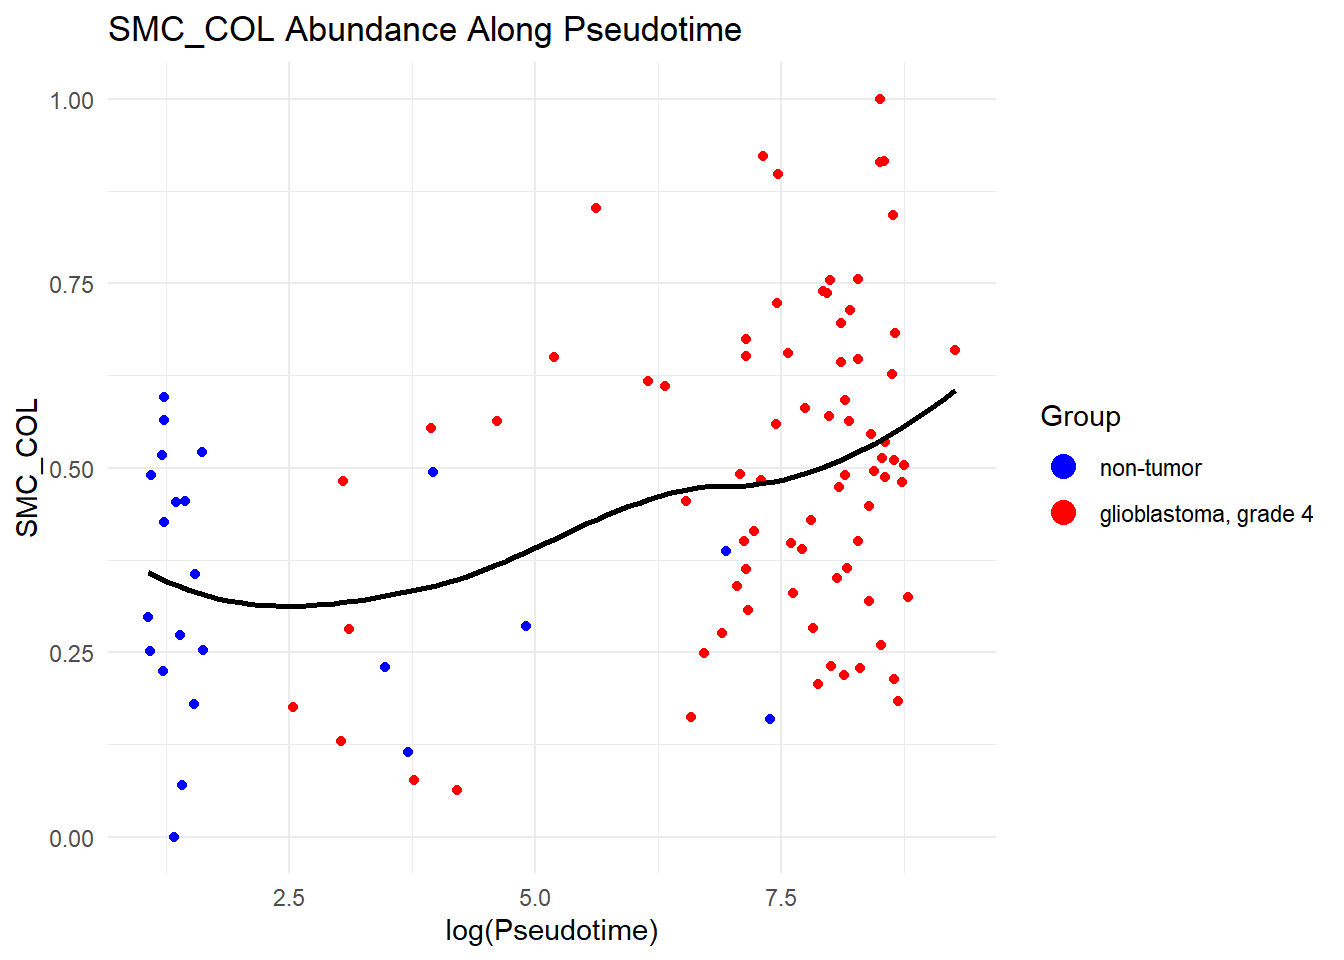 SMC_COL Abundance Along Pseudotime
SMC_COL
1.00
0.75
0.50
0.25
0.00
2.5
5.0
7.5
log(Pseudotime)
Group
non-tumor
glioblastoma, grade 4